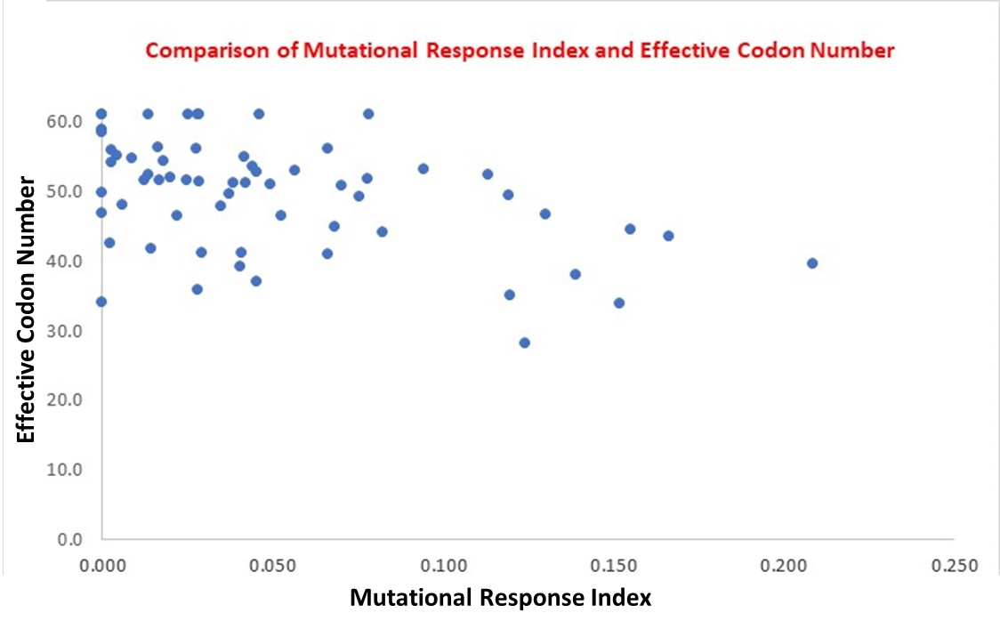 Comparison of Mutational Response Index and Effective Codon Number
Effective Codon Number
60.0
50.0
40.0
30.0
20.0
10.0
0.0
0.000 0.050 0.100 0.150 0.200 0.250
Mutational Response Index